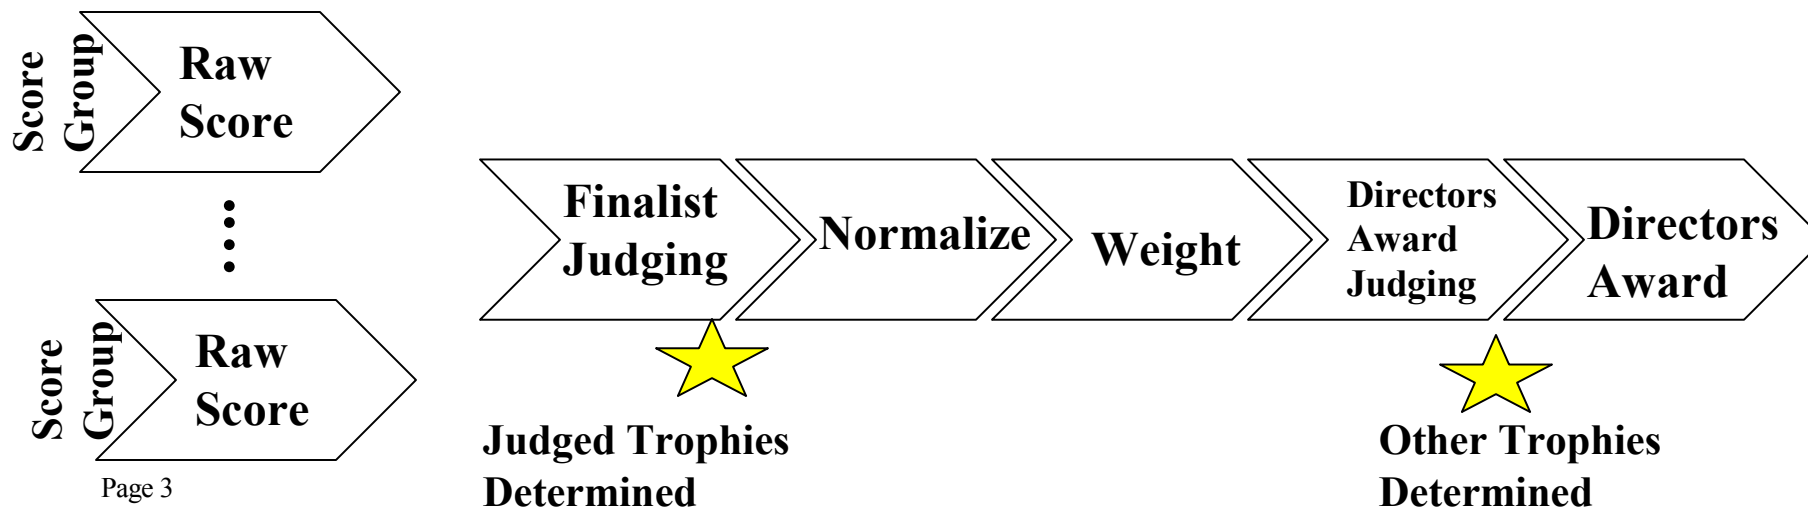 Score
Group
Raw
Score
Score
Group
Raw
Score
Page 3
Finalist
Judging
Normalize
Weight
Directors
Award
Judging
Directors
Award
Judged Trophies
Determined
Other Trophies
Determined